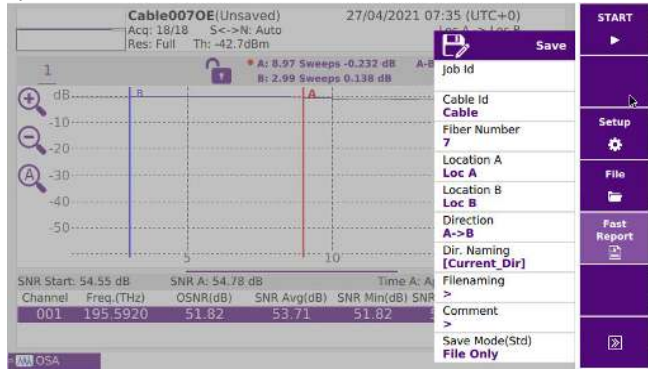 Cable007OE(Unsaved) 27/04/2021 07:35 (UTC+0)
Acq: 18/18 S<->N: Auto Loc A -> Loc B
Res: Full Th: -42.7dBm
1
A: 8.97 Sweeps -0.232 dB A-B
B: 2.99 Sweeps 0.138 dB
dB
B
A
-10
-20
A
-30
-40
-50
5
10
SNR Start: 54.55 dB SNR A: 54.78 dB Time A:
Channel Freq.(THz) OSNR(dB) SNR Avg(dB) SNR Min(dB) SNR
001 195.5920 51.82 53.71 51.82
OSA
Save
Job Id
Cable Id
Cable
Fiber Number
7
Location A
Loc A
Location B
Loc B
Direction
A->B
Dir. Naming
[Current_Dir]
Filenaming
>
Comment
>
Save Mode(Std)
File Only
START
Setup
File
Fast
Report